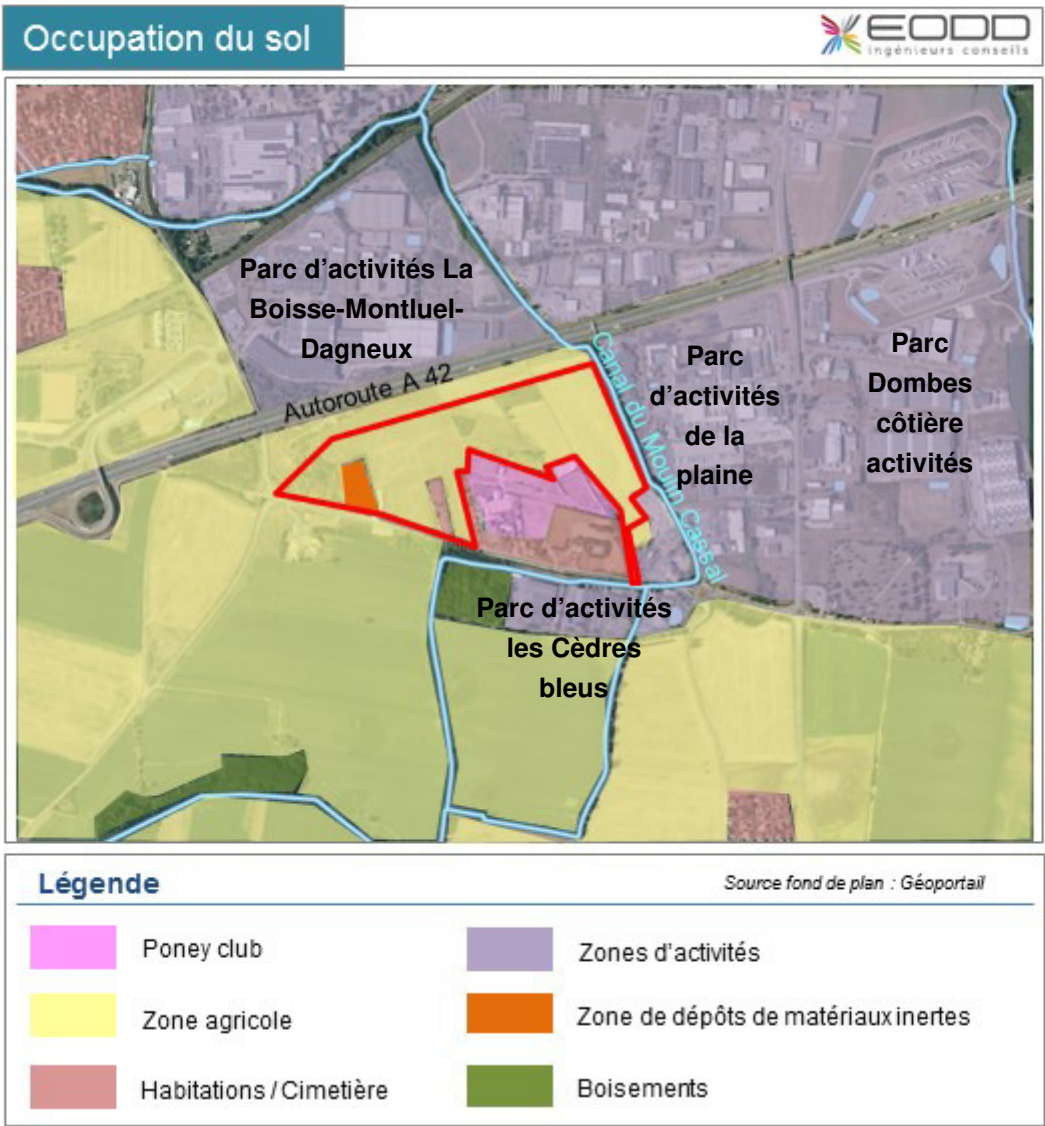 Occupation du sol
EODD
ingénieurs conseils
Parc d'activités La
Boisse-Montluel-
Dagneux
Autoroute A 42
Canal du Moulin Cassal
Parc
d'activités
de la
plaine
Parc
Dombes
côtière
activités
Parc d'activités
les Cèdres
bleus
Légende
Source fond de plan : Géoportail
Poney club
Zones d'activités
Zone agricole
Zone de dépôts de matériaux inertes
Habitations / Cimetière
Boisements